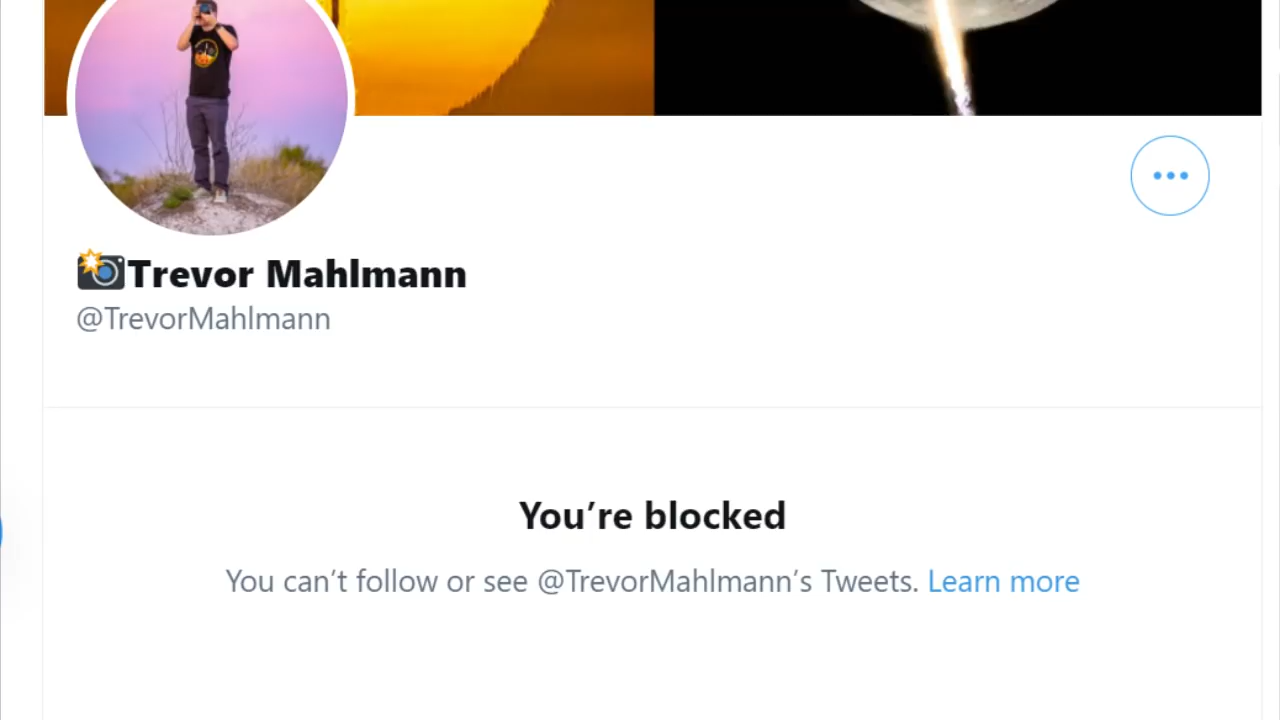 📸Trevor Mahlmann
@TrevorMahlmann
You’re blocked
You can’t follow or see @TrevorMahlmann’s Tweets. Learn more